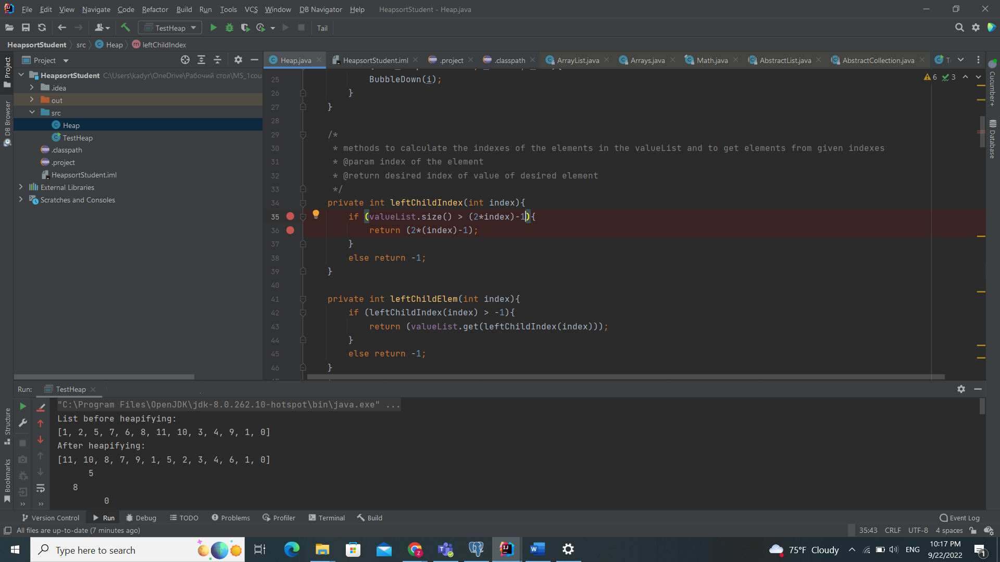 File Edit View Navigate Code Refactor Build Run Tools VCS Window DB Navigator Help HeapsortStudent - Heap.java
TestHeap Tail
HeapsortStudent src Heap leftChildIndex
Project
Heap.java HeapsortStudent.iml .project .classpath ArrayList.java Arrays.java Math.java AbstractList.java AbstractCollection.java
Project
DB Browser
HeapsortStudent C:\Users\kadyr\OneDrive\Рабочий стол\MS_1cou
.idea
out
src
Heap
TestHeap
.classpath
.project
HeapsortStudent.iml
External Libraries
Scratches and Consoles
6 3
25 BubbleDown(i);
26 }
27 }
28
29 /*
30 * methods to calculate the indexes of the elements in the valueList and to get elements from given indexes
31 * @param index of the element
32 * @return desired index of value of desired element
33 */
34 private int leftChildIndex(int index){
35 if (valueList.size() > (2*index)-1){
36 return (2*(index)-1);
37 }
38 else return -1;
39 }
40
41 private int leftChildElem(int index){
42 if (leftChildIndex(index) > -1){
43 return (valueList.get(leftChildIndex(index)));
44 }
45 else return -1;
46 }
Cucumber+
Database
Run: TestHeap
"C:\Program Files\OpenJDK\jdk-8.0.262.10-hotspot\bin\java.exe" ...
List before heapifying:
[1, 2, 5, 7, 6, 8, 11, 10, 3, 4, 9, 1, 0]
After heapifying:
[11, 10, 8, 7, 9, 1, 5, 2, 3, 4, 6, 1, 0]
5
8
0
Structure
Bookmarks
Version Control Run Debug TODO Problems Profiler Terminal Build Event Log
All files are up-to-date (7 minutes ago) 35:43 CRLF UTF-8 4 spaces
Type here to search
75°F Cloudy ENG
10:17 PM
9/22/2022
1